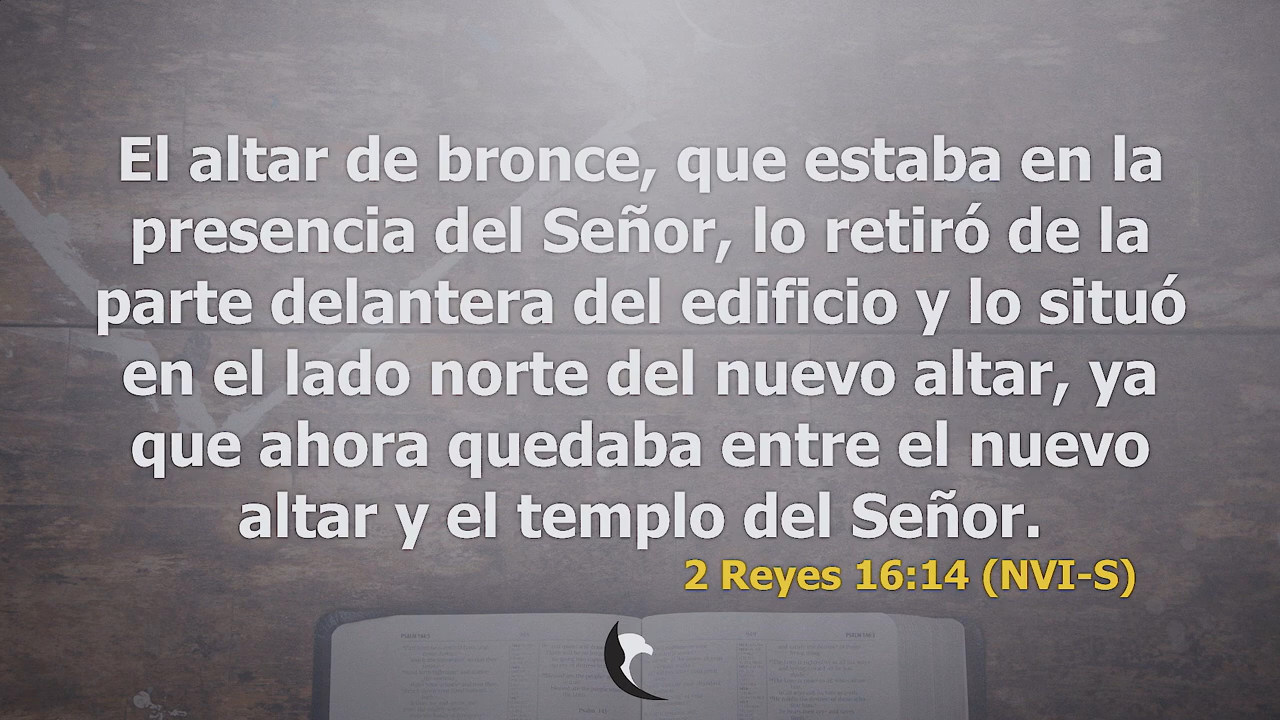 El altar de bronce, que estaba en la
presencia del Señor, lo retiró de la
parte delantera del edificio y lo situó
en el lado norte del nuevo altar, ya
que ahora quedaba entre el nuevo
altar y el templo del Señor.
2 Reyes 16:14 (NVI-S)